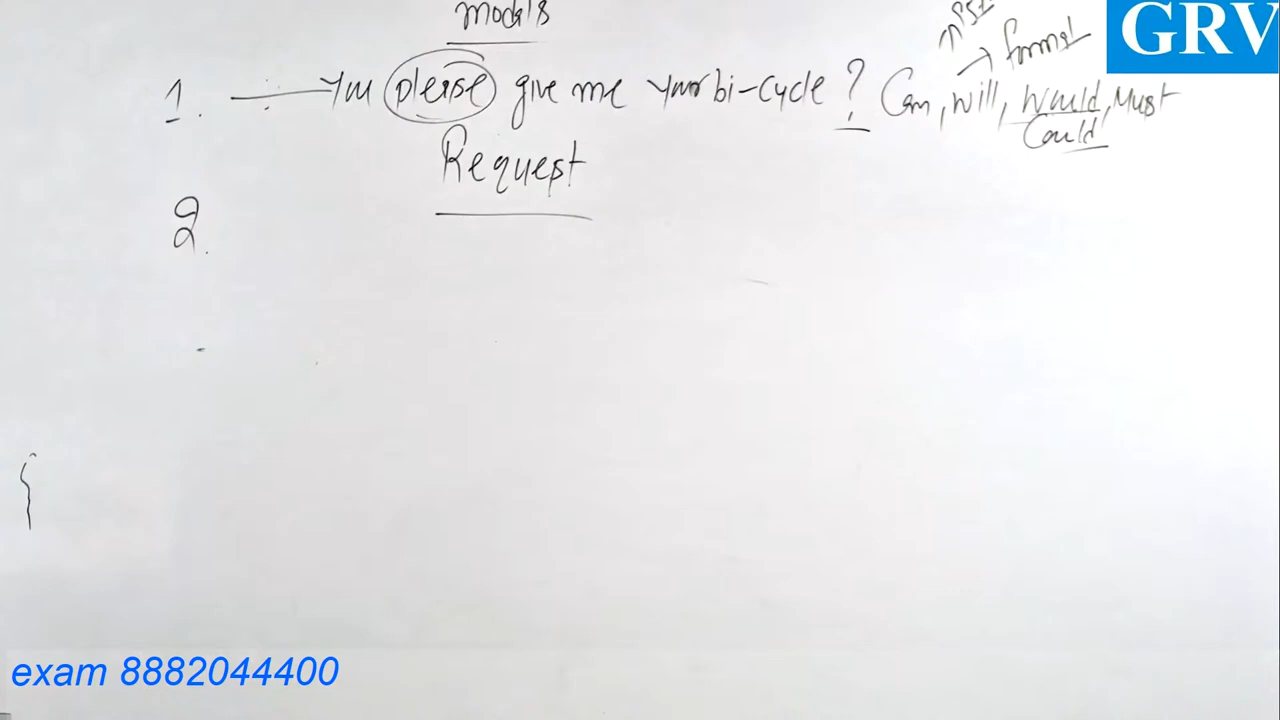 Modals
→ formal
GRV
1. ——— You please give me your bi-cycle ? Can, Will, Would, Must
Could
Request
2.
exam 8882044400